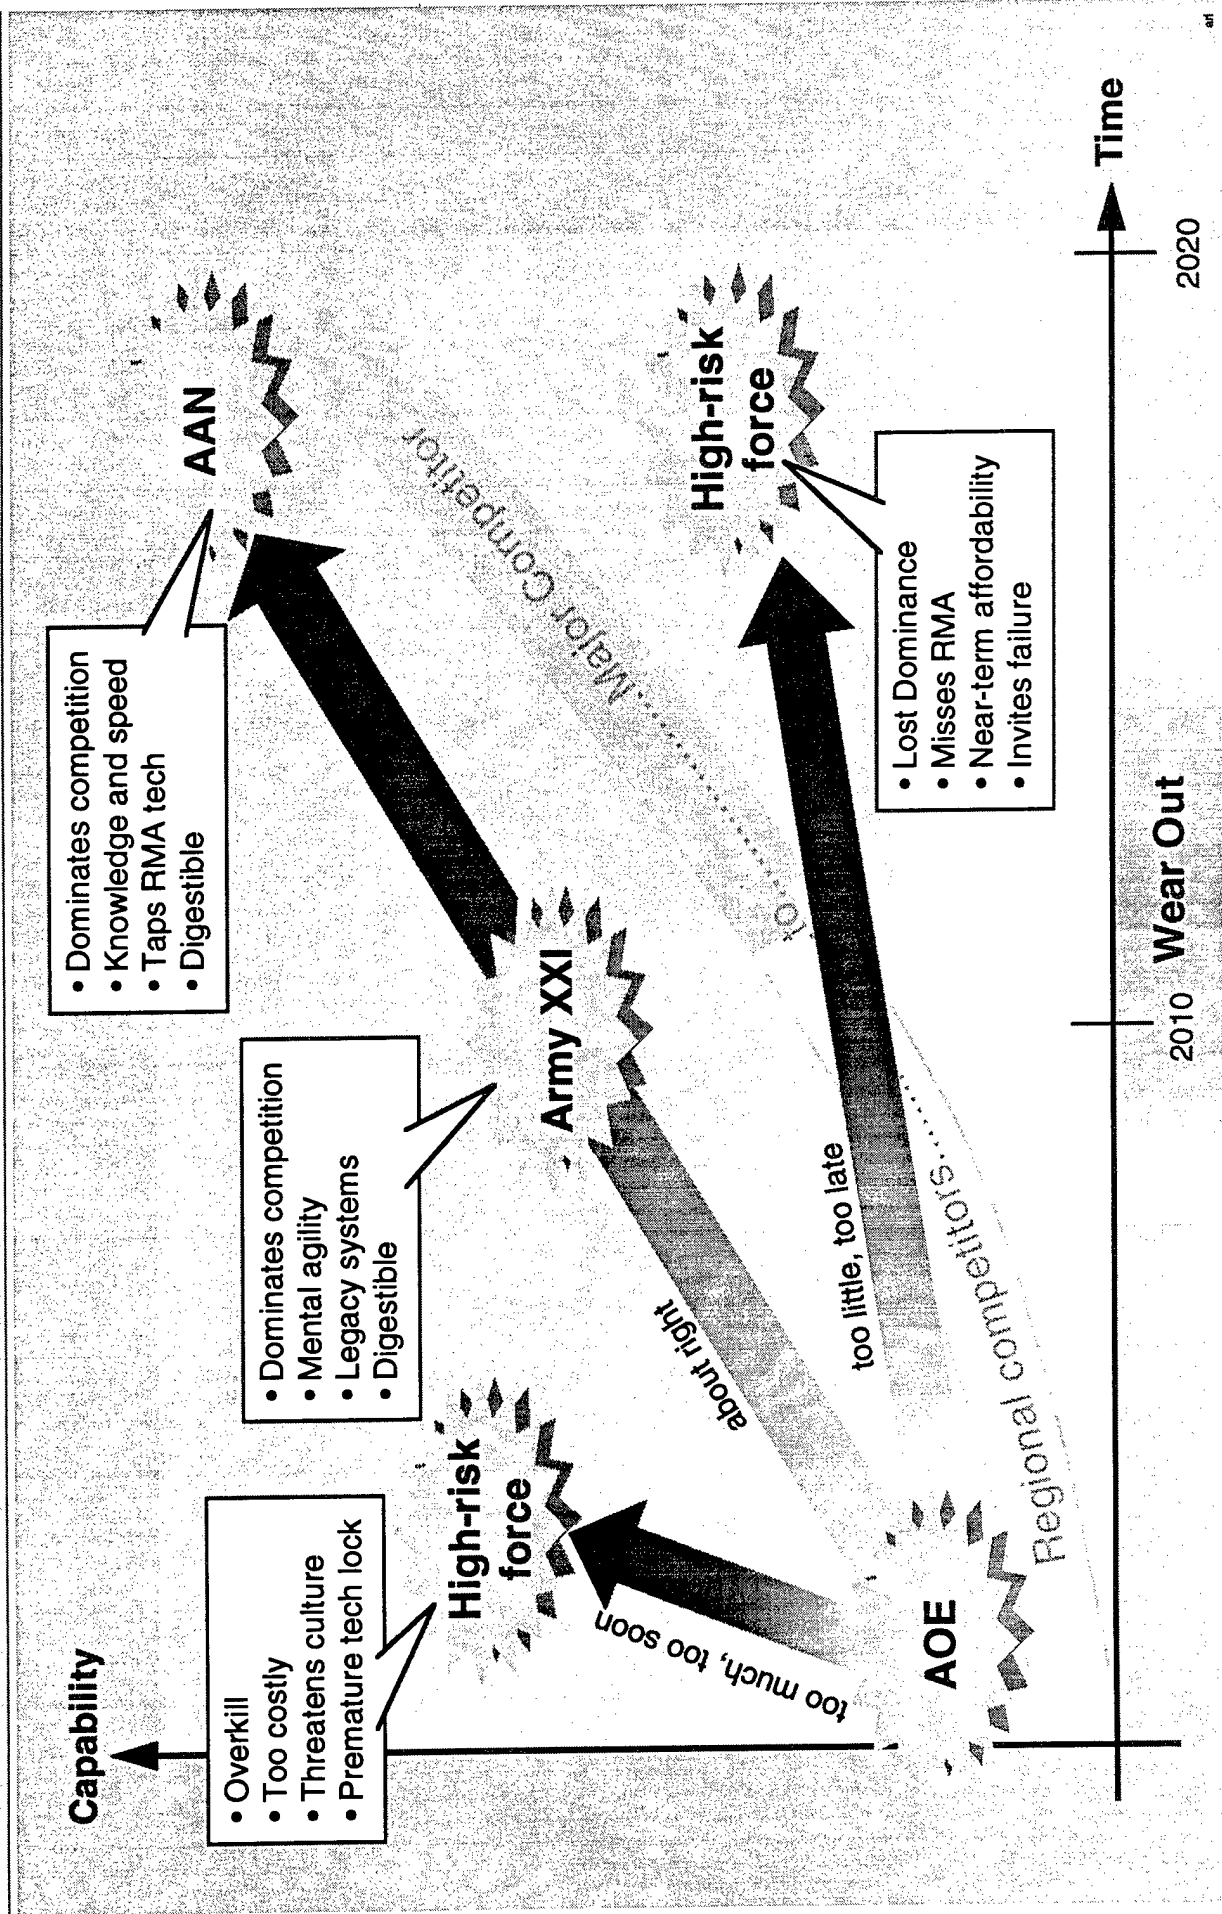 Capability
• Overkill
• Too costly
• Threatens culture
• Premature tech lock
High-risk
force
too much, too soon
AOE
• Dominates competition
• Mental agility
• Legacy systems
• Digestible
Army XXI
about right
• Dominates competition
• Knowledge and speed
• Taps RMA tech
• Digestible
AAN
too little, too late
High-risk
force
• Lost Dominance
• Misses RMA
• Near-term affordability
• Invites failure
Regional competitors........to..............Major Competitor
2010
Wear Out
2020
Time